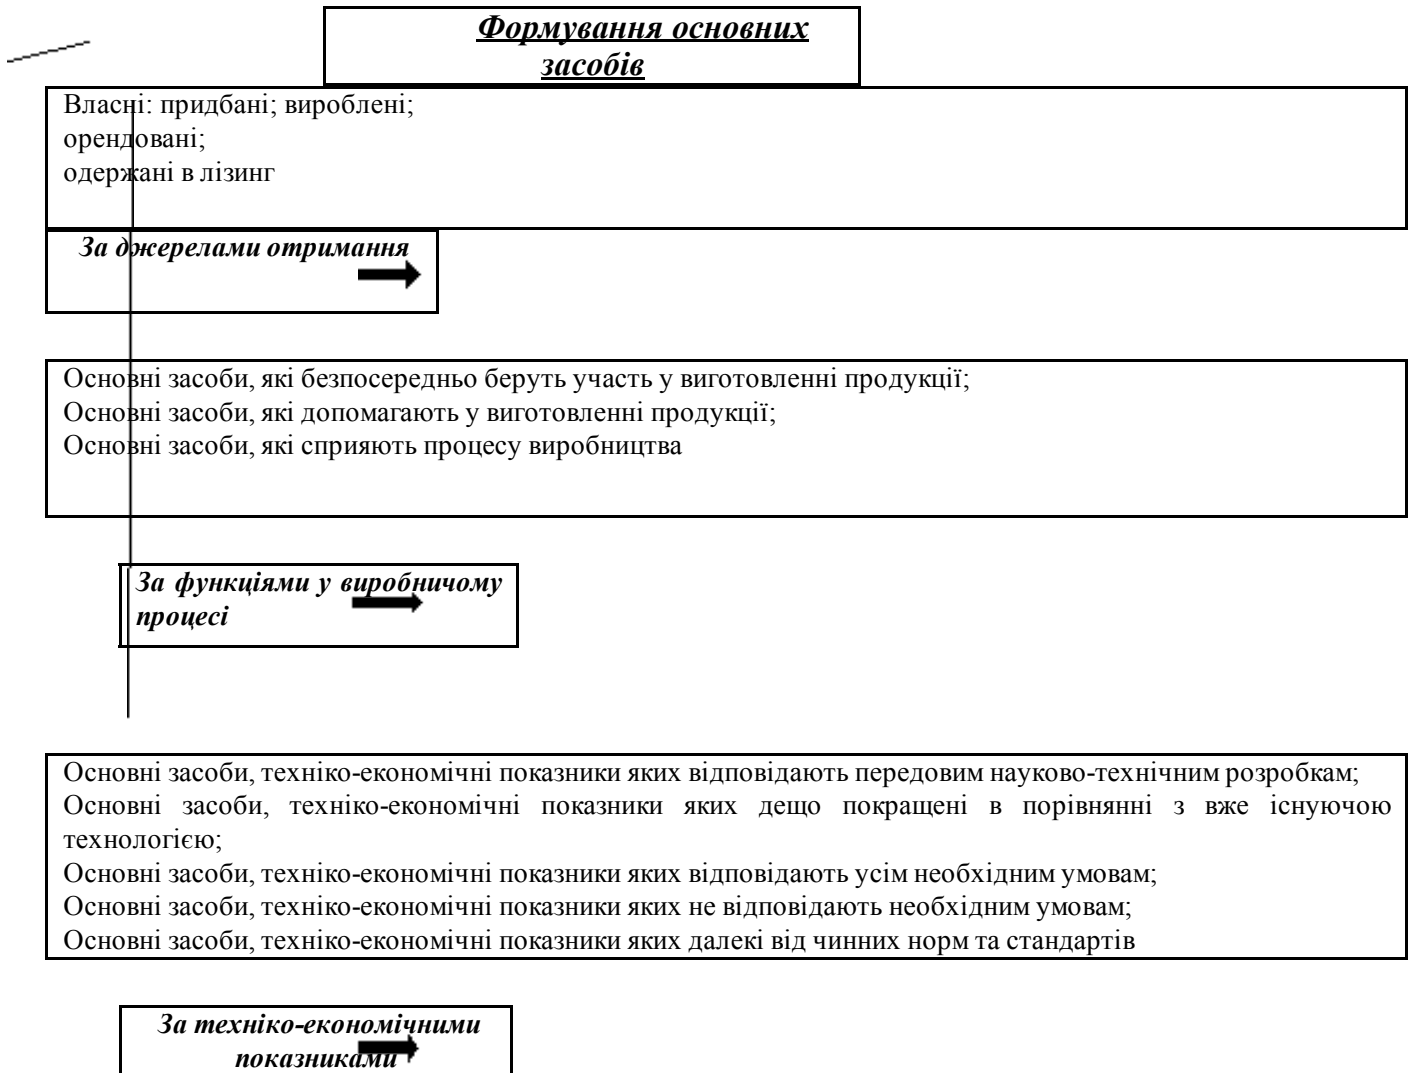 Формування основних
засобів
Власні: придбані; вироблені;
орендовані;
одержані в лізинг
За джерелами отримання
Основні засоби, які безпосередньо беруть участь у виготовленні продукції;
Основні засоби, які допомагають у виготовленні продукції;
Основні засоби, які сприяють процесу виробництва
За функціями у виробничому
процесі
Основні засоби, техніко-економічні показники яких відповідають передовим науково-технічним розробкам;
Основні засоби, техніко-економічні показники яких дещо покращені в порівнянні з вже існуючою
технологією;
Основні засоби, техніко-економічні показники яких відповідають усім необхідним умовам;
Основні засоби, техніко-економічні показники яких не відповідають необхідним умовам;
Основні засоби, техніко-економічні показники яких далекі від чинних норм та стандартів
За техніко-економічними
показниками